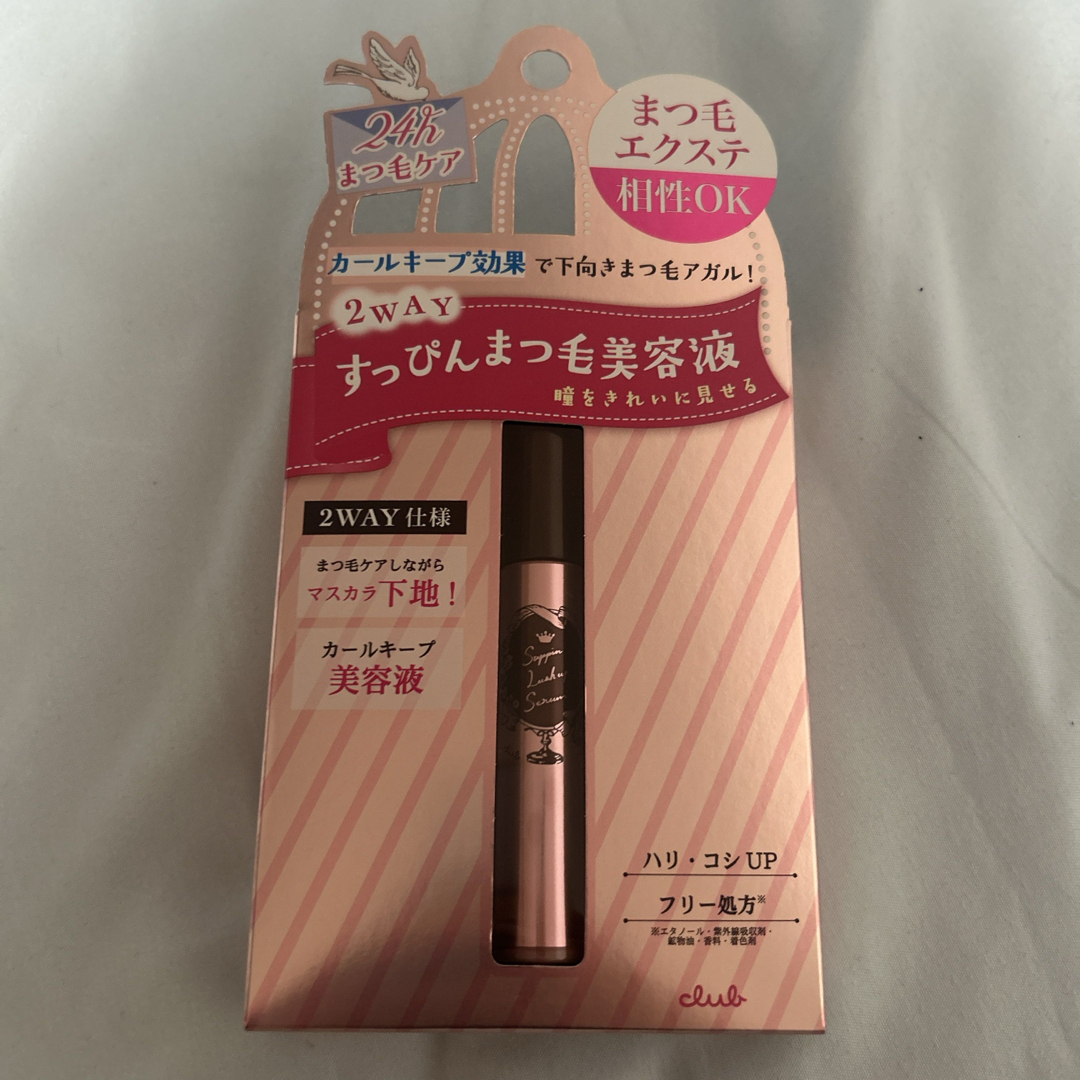 24h
まつ毛ケア
まつ毛
エクステ
相性OK
カールキープ効果で下向きまつ毛アガル!
2WAY
すっぴんまつ毛美容液
瞳をきれいに見せる
2WAY仕様
まつ毛ケアしながら
マスカラ下地!
カールキープ
美容液
Suppin
Lash
Serum
ハリ・コシUP
フリー処方※
※エタノール・紫外線吸収剤・
鉱物油・香料・着色剤
club